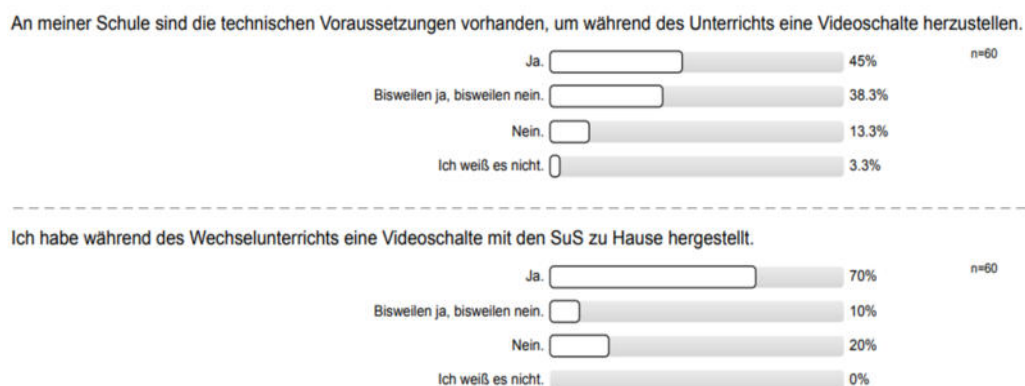 An meiner Schule sind die technischen Voraussetzungen vorhanden, um während des Unterrichts eine Videoschalte herzustellen.
Ja. 45% n=60
Bisweilen ja, bisweilen nein. 38.3%
Nein. 13.3%
Ich weiß es nicht. 3.3%
Ich habe während des Wechselunterrichts eine Videoschalte mit den SuS zu Hause hergestellt.
Ja. 70% n=60
Bisweilen ja, bisweilen nein. 10%
Nein. 20%
Ich weiß es nicht. 0%